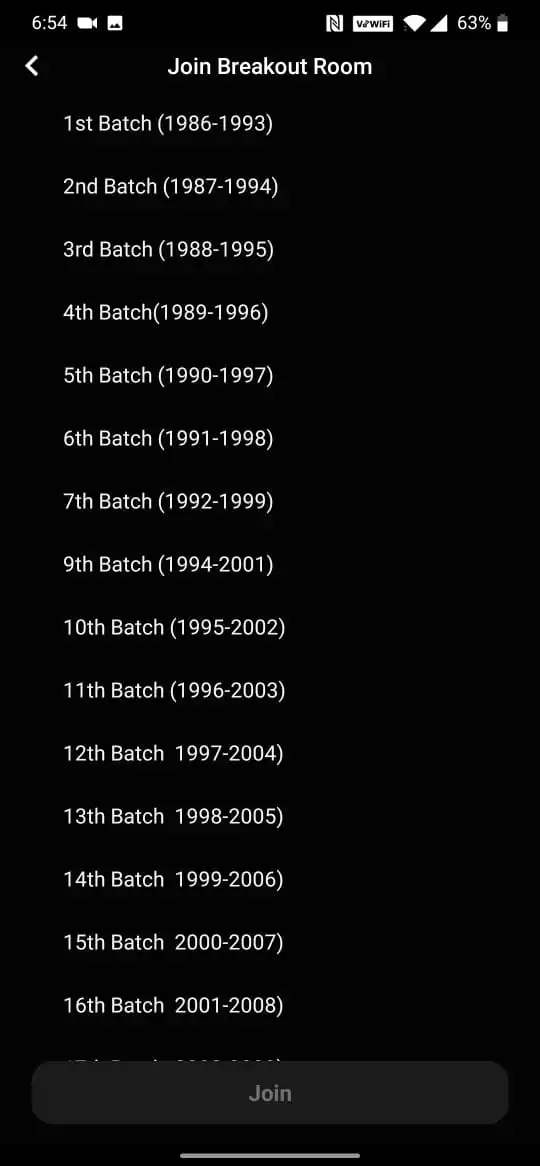 6:54 VoWiFi 63%
Join Breakout Room
1st Batch (1986-1993)
2nd Batch (1987-1994)
3rd Batch (1988-1995)
4th Batch(1989-1996)
5th Batch (1990-1997)
6th Batch (1991-1998)
7th Batch (1992-1999)
9th Batch (1994-2001)
10th Batch (1995-2002)
11th Batch (1996-2003)
12th Batch  1997-2004)
13th Batch  1998-2005)
14th Batch  1999-2006)
15th Batch  2000-2007)
16th Batch  2001-2008)
Join